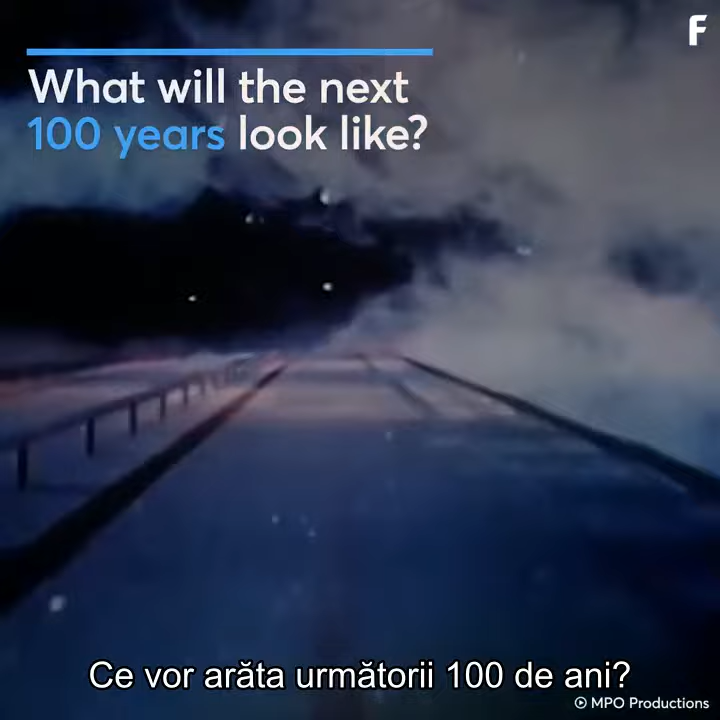 F
What will the next
100 years look like?
Ce vor arăta următorii 100 de ani?
MPO Productions